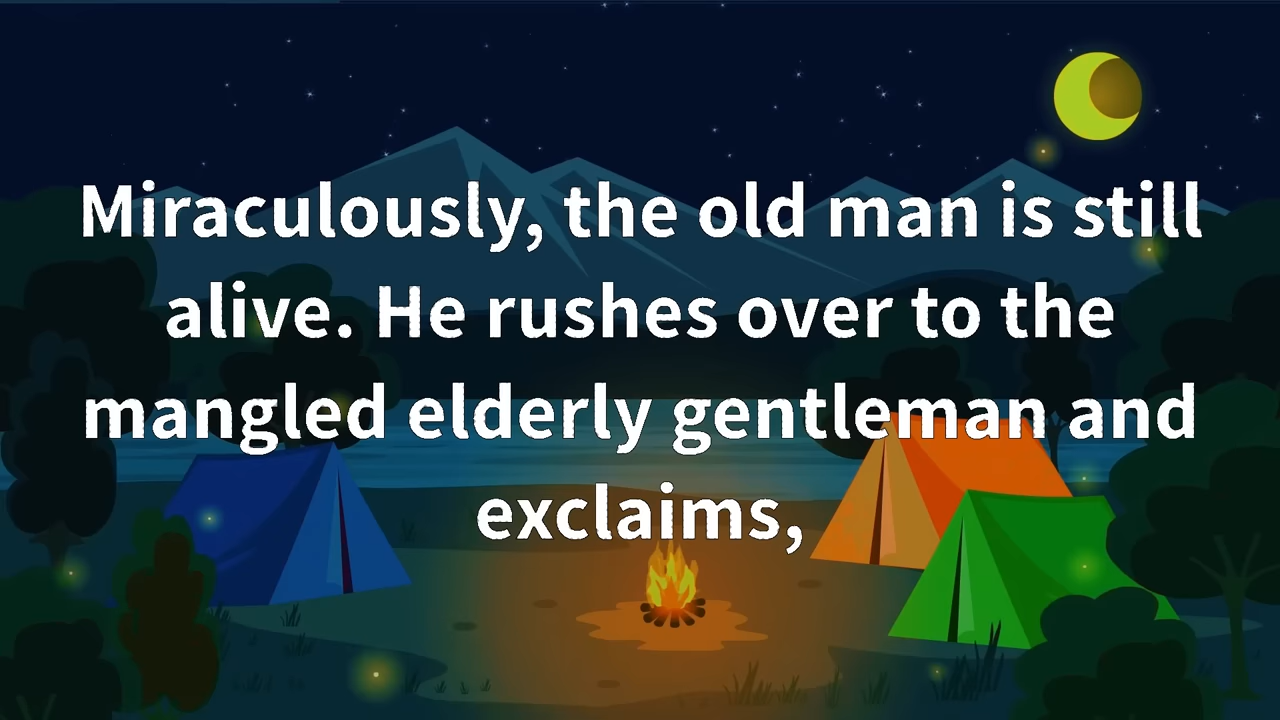 Miraculously, the old man is still
alive. He rushes over to the
mangled elderly gentleman and
exclaims,